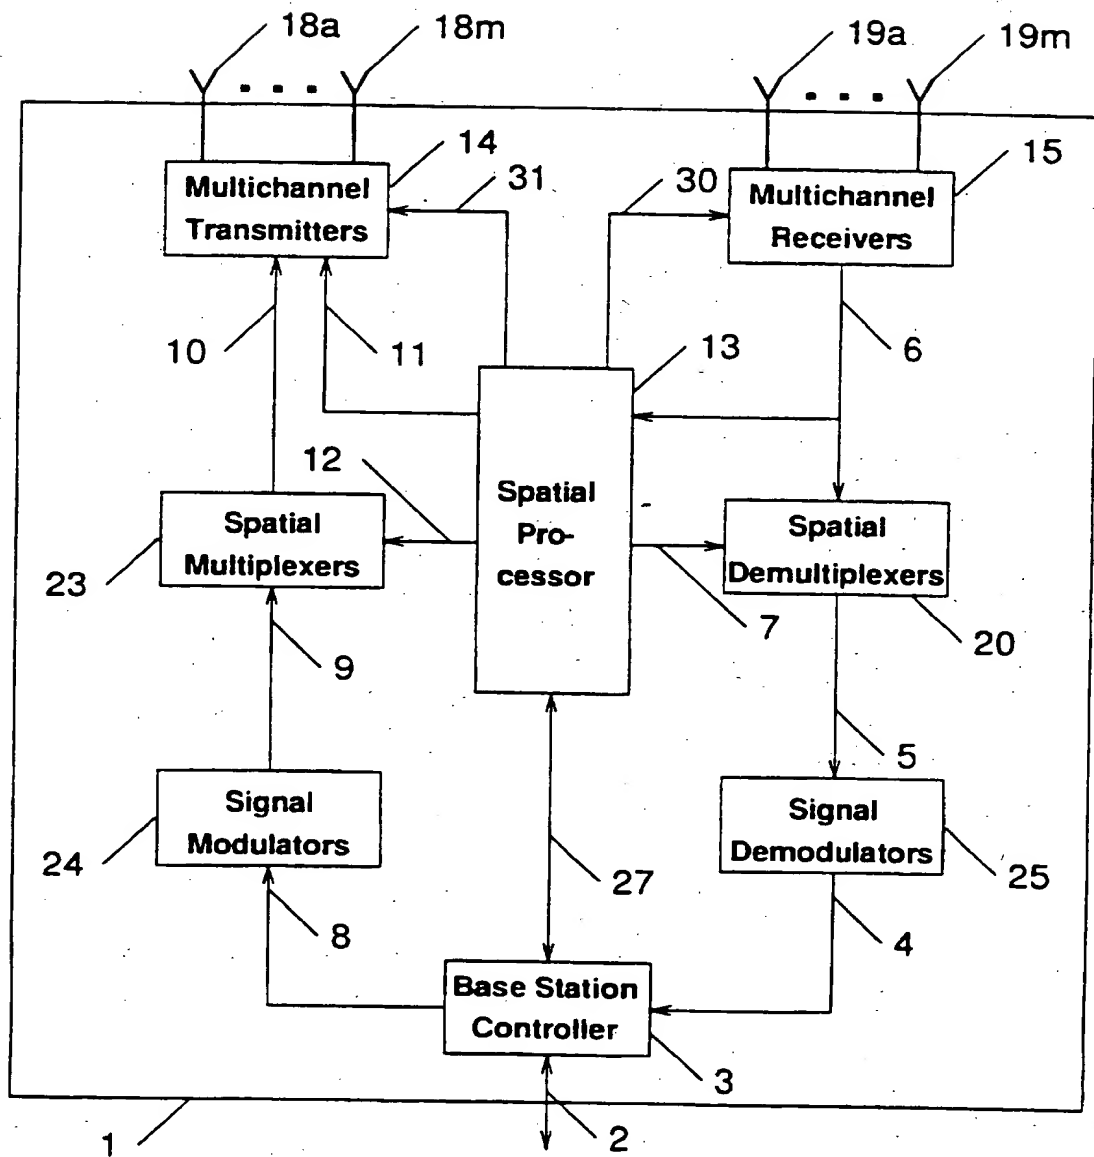 18a
18m
19a
19m
14
31
30
15
Multichannel
Transmitters
Multichannel
Receivers
10
11
13
6
12
Spatial
Pro-
cessor
Spatial
Multiplexers
Spatial
Demultiplexers
23
7
20
9
5
Signal
Modulators
Signal
Demodulators
24
27
25
8
4
Base Station
Controller
3
1
2